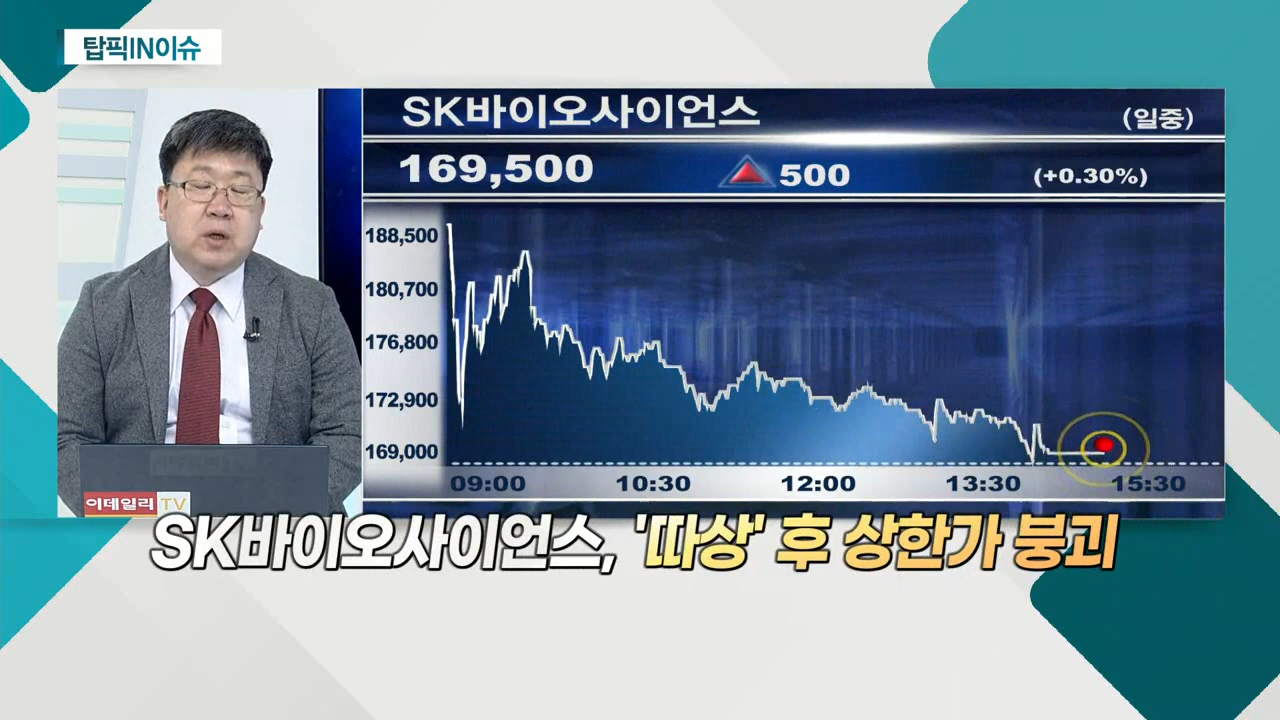 탑픽IN이슈
SK바이오사이언스 (일중)
169,500 500 (+0.30%)
188,500
180,700
176,800
172,900
169,000
09:00 10:30 12:00 13:30 15:30
이데일리TV
SK바이오사이언스, '따상' 후 상한가 붕괴